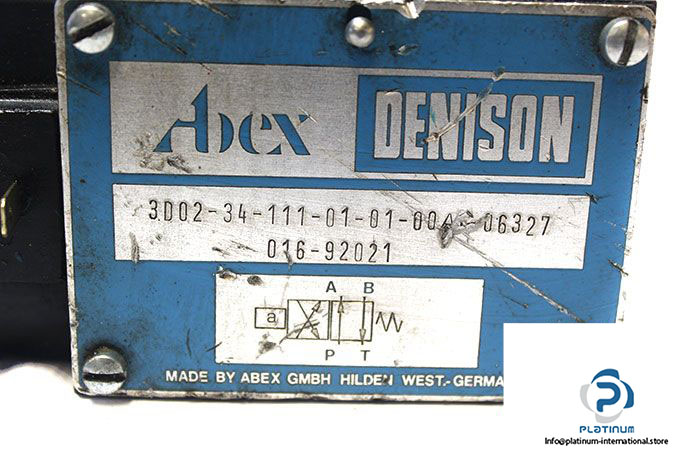 Abex DENISON
3D02-34-111-01-01-00 06327
016-92021
A B
a
P T
MADE BY ABEX GMBH HILDEN WEST.-GERMA
PLATINUM
info@platinum-international.store